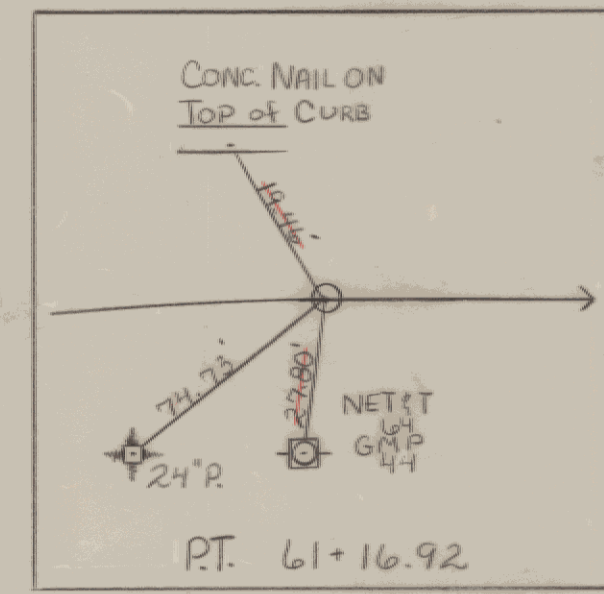 CONC. NAIL ON
TOP of CURB
19.46'
74.73'
27.80'
NET&T
64
GMP
44
24"P.
P.T. 61+16.92